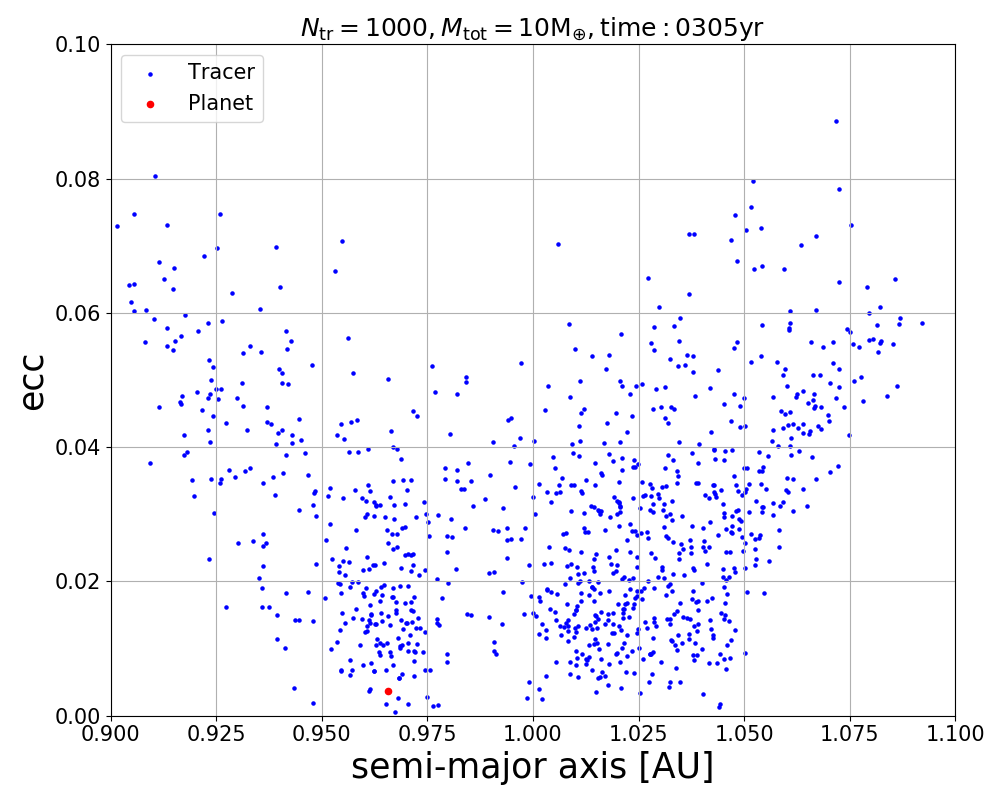 N_tr = 1000, M_tot = 10M_⊕, time : 0305yr
Tracer
Planet
ecc
0.10
0.08
0.06
0.04
0.02
0.00
0.900 0.925 0.950 0.975 1.000 1.025 1.050 1.075 1.100
semi-major axis [AU]